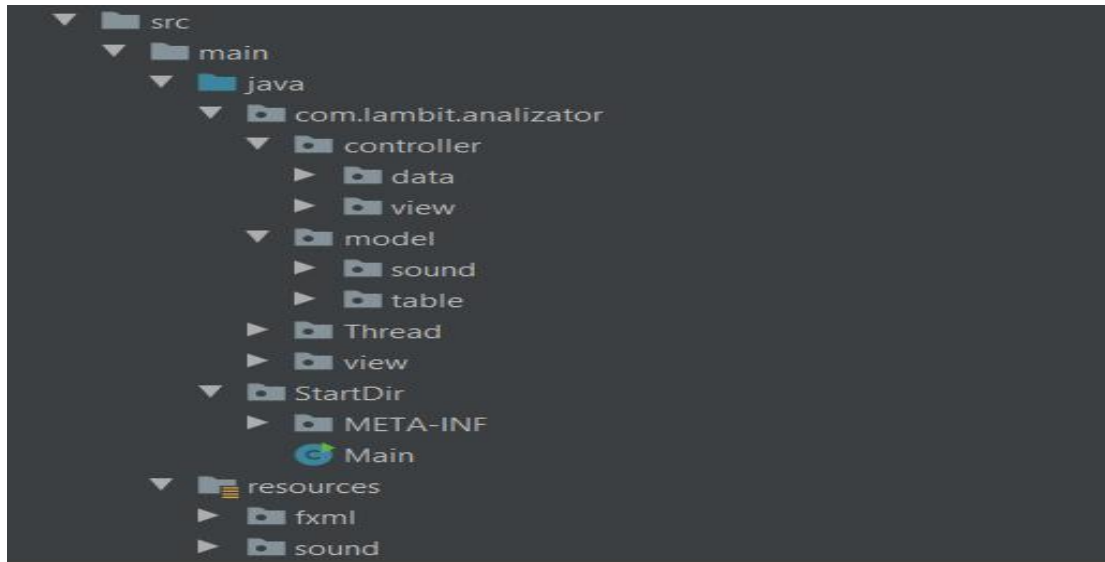 src
main
java
com.lambit.analizator
controller
data
view
model
sound
table
Thread
view
StartDir
META-INF
Main
resources
fxml
sound